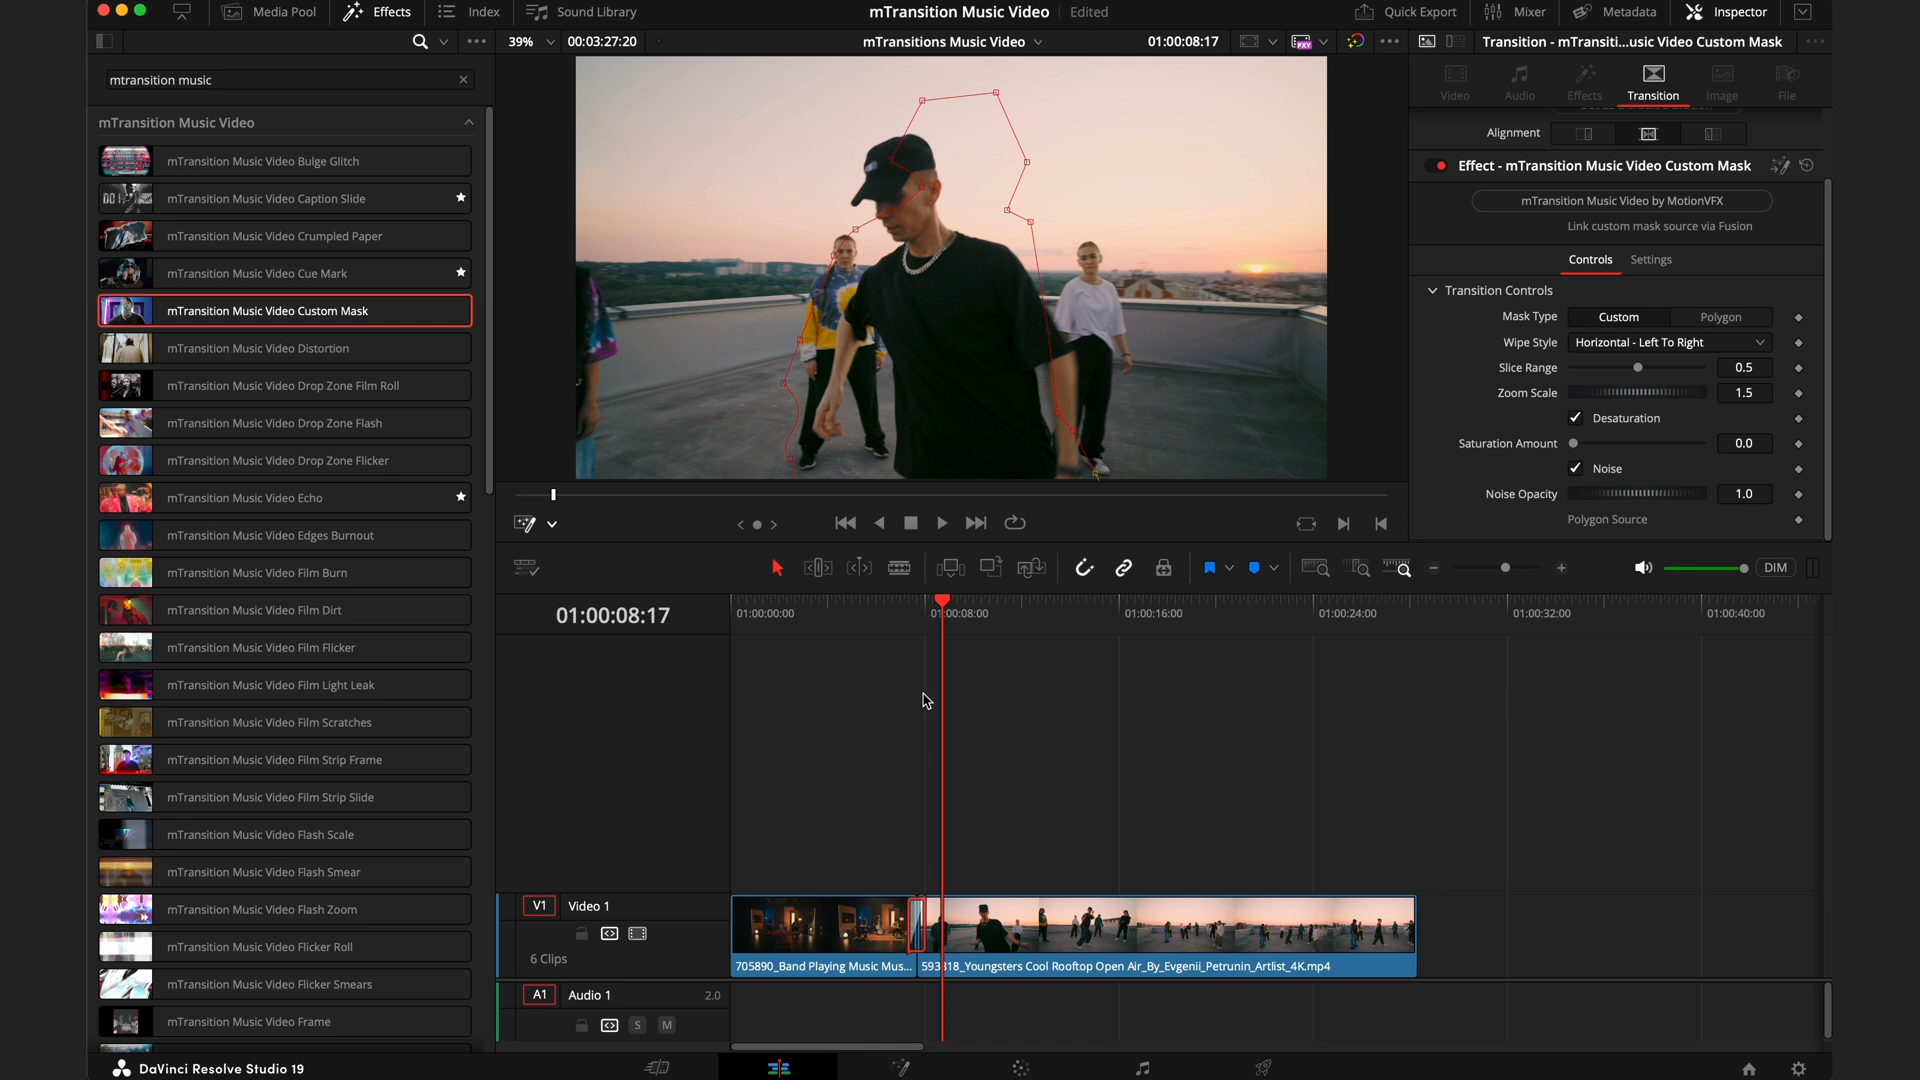 Media Pool
Effects
Index
Sound Library
mTransition Music Video
Edited
Quick Export
Mixer
Metadata
Inspector
39%
00:03:27:20
mTransitions Music Video
01:00:08:17
PXY
Transition - mTransiti...usic Video Custom Mask
mtransition music
Video
Audio
Effects
Transition
Image
File
mTransition Music Video
Alignment
mTransition Music Video Bulge Glitch
mTransition Music Video Caption Slide
mTransition Music Video Crumpled Paper
mTransition Music Video Cue Mark
mTransition Music Video Custom Mask
mTransition Music Video Distortion
mTransition Music Video Drop Zone Film Roll
mTransition Music Video Drop Zone Flash
mTransition Music Video Drop Zone Flicker
mTransition Music Video Echo
mTransition Music Video Edges Burnout
mTransition Music Video Film Burn
mTransition Music Video Film Dirt
mTransition Music Video Film Flicker
mTransition Music Video Film Light Leak
mTransition Music Video Film Scratches
mTransition Music Video Film Strip Frame
mTransition Music Video Film Strip Slide
mTransition Music Video Flash Scale
mTransition Music Video Flash Smear
mTransition Music Video Flash Zoom
mTransition Music Video Flicker Roll
mTransition Music Video Flicker Smears
mTransition Music Video Frame
Effect - mTransition Music Video Custom Mask
mTransition Music Video by MotionVFX
Link custom mask source via Fusion
Controls
Settings
Transition Controls
Mask Type
Custom
Polygon
Wipe Style
Horizontal - Left To Right
Slice Range
0.5
Zoom Scale
1.5
Desaturation
Saturation Amount
0.0
Noise
Noise Opacity
1.0
Polygon Source
DIM
01:00:08:17
01:00:00:00
01:00:08:00
01:00:16:00
01:00:24:00
01:00:32:00
01:00:40:00
V1
Video 1
6 Clips
705890_Band Playing Music Mus...
593318_Youngsters Cool Rooftop Open Air_By_Evgenii_Petrunin_Artlist_4K.mp4
A1
Audio 1
2.0
S
M
DaVinci Resolve Studio 19